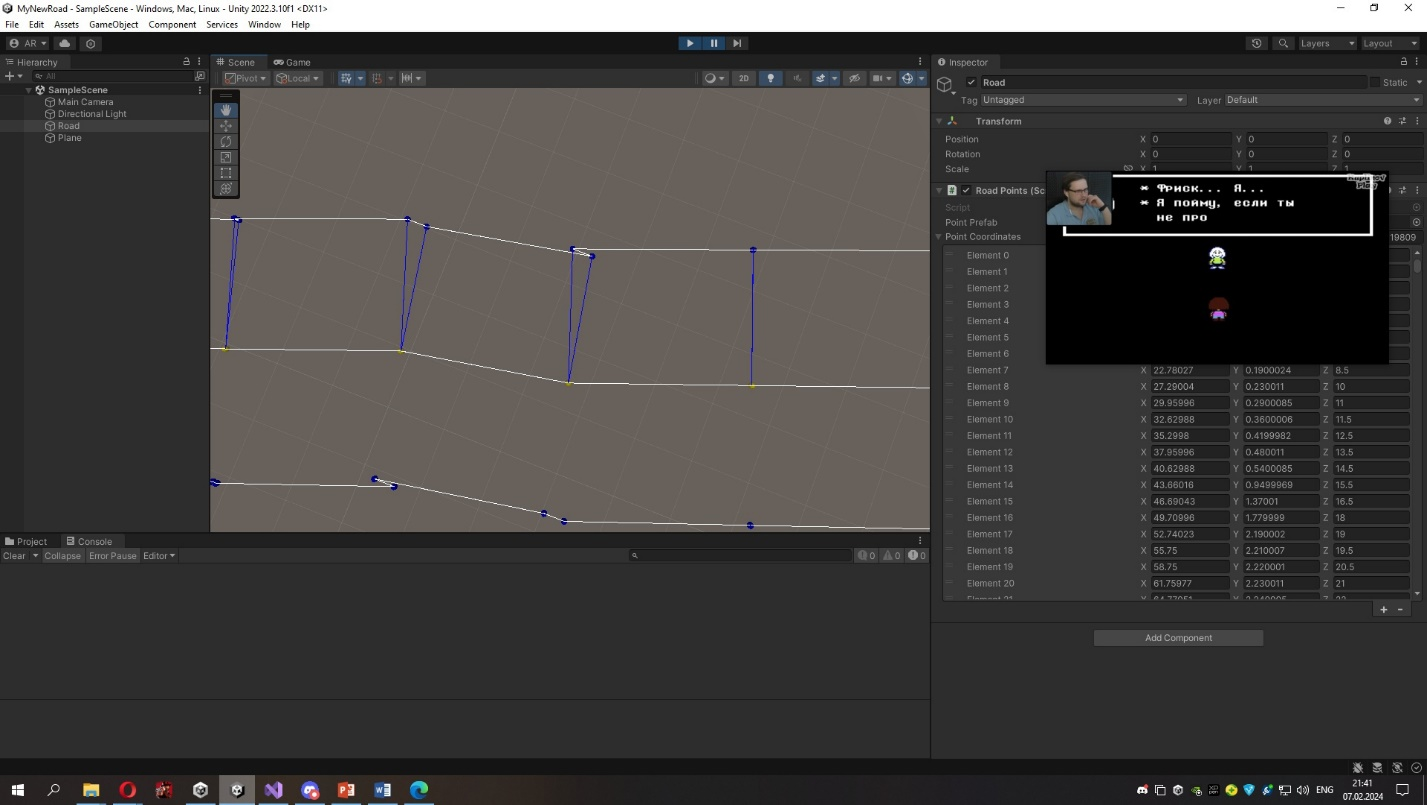 MyNewRoad - SampleScene - Windows, Mac, Linux - Unity 2022.3.10f1 <DX11>
File Edit Assets GameObject Component Services Window Help
AR
Layers Layout
Hierarchy
All
SampleScene
Main Camera
Directional Light
Road
Plane
Scene Game
Pivot Local 2D
Inspector
Road Static
Tag Untagged Layer Default
Transform
Position X 0 Y 0 Z 0
Rotation X 0 Y 0 Z 0
Scale X 1 Y 1 Z 1
Road Points (Sc
Script
Point Prefab
Point Coordinates 19809
* Фриск... Я...
* Я пойму, если ты
не про
Play
Element 0
Element 1
Element 2
Element 3
Element 4
Element 5
Element 6
Element 7 X 22.78027 Y 0.1900024 Z 8.5
Element 8 X 27.29004 Y 0.230011 Z 10
Element 9 X 29.95996 Y 0.2900085 Z 11
Element 10 X 32.62988 Y 0.3600006 Z 11.5
Element 11 X 35.2998 Y 0.4199982 Z 12.5
Element 12 X 37.95996 Y 0.480011 Z 13.5
Element 13 X 40.62988 Y 0.5400085 Z 14.5
Element 14 X 43.66016 Y 0.9499969 Z 15.5
Element 15 X 46.69043 Y 1.37001 Z 16.5
Element 16 X 49.70996 Y 1.779999 Z 18
Element 17 X 52.74023 Y 2.190002 Z 19
Element 18 X 55.75 Y 2.210007 Z 19.5
Element 19 X 58.75 Y 2.220001 Z 20.5
Element 20 X 61.75977 Y 2.230011 Z 21
+ -
Add Component
Project Console
Clear Collapse Error Pause Editor
0 0 0
ENG
21:41
07.02.2024